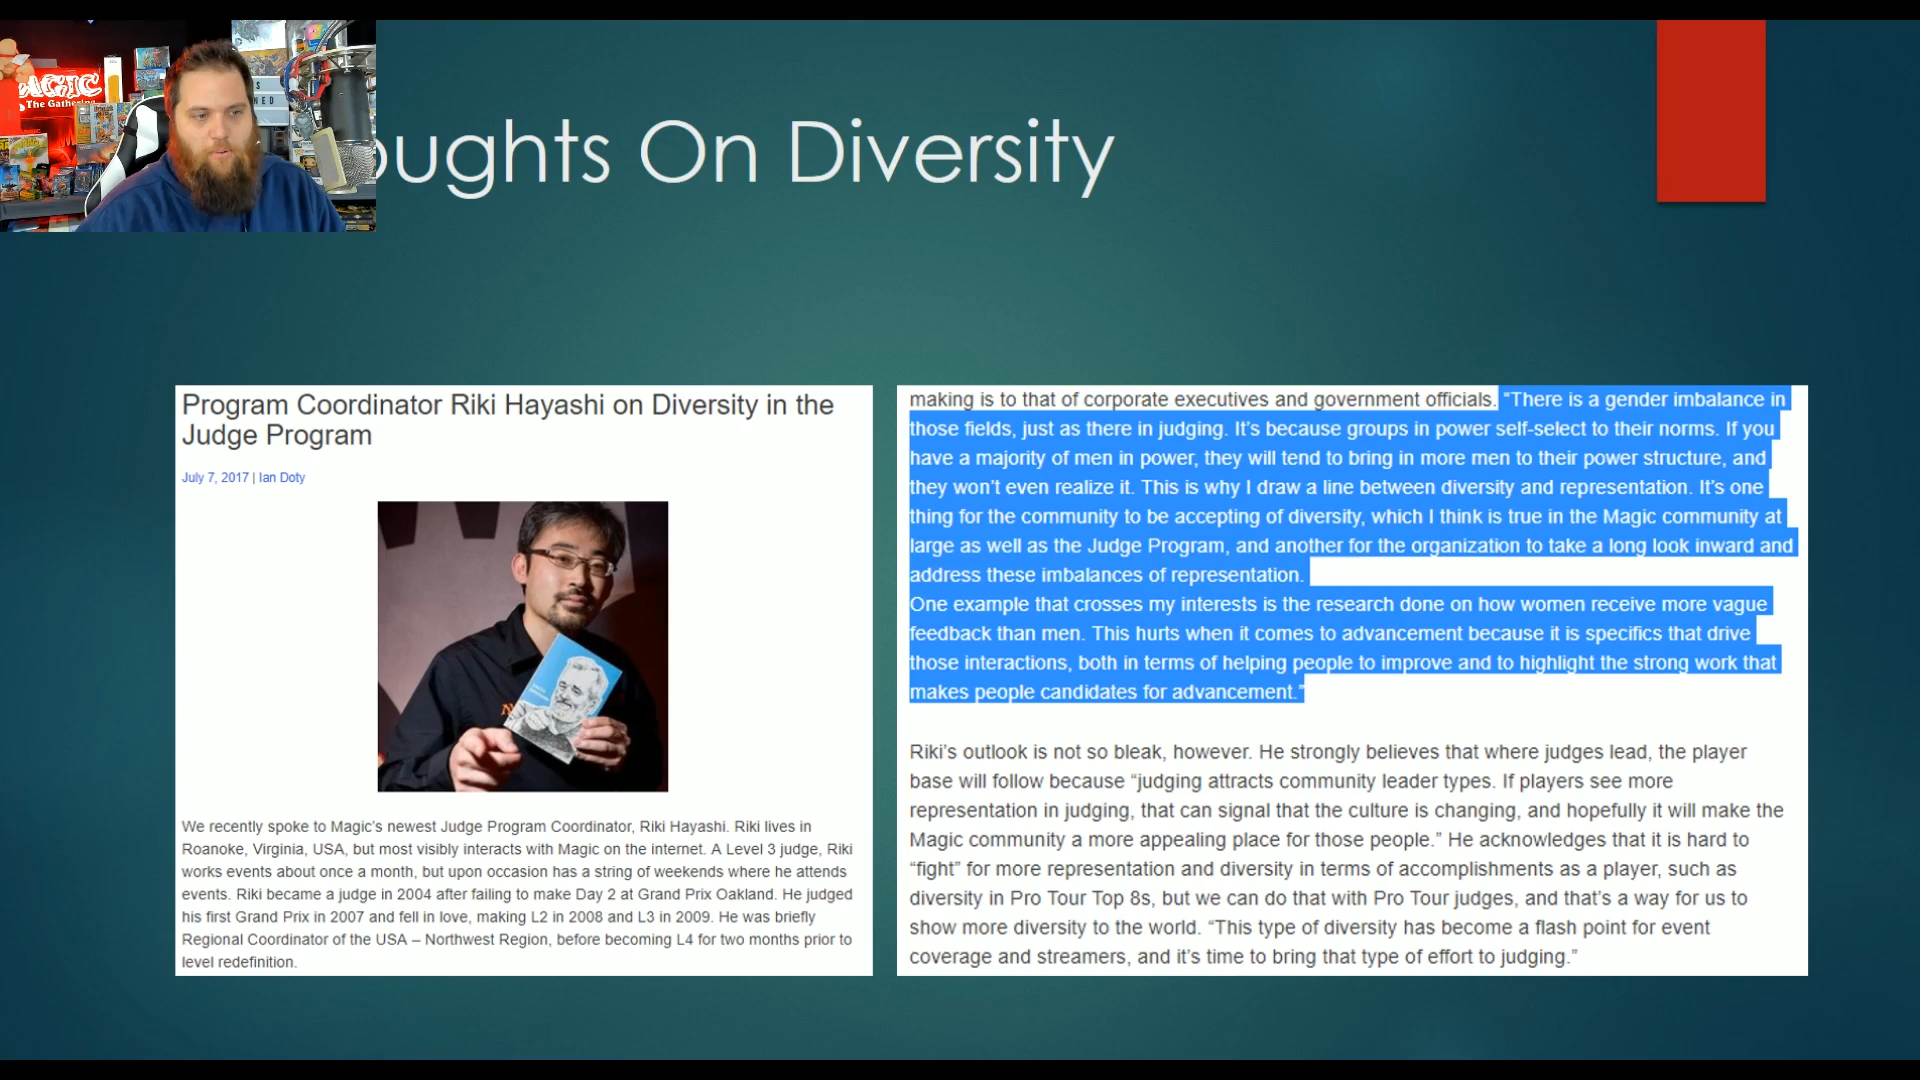 MAGIC
The Gathering
S
NED
oughts On Diversity
Program Coordinator Riki Hayashi on Diversity in the
Judge Program
July 7, 2017 | Ian Doty
We recently spoke to Magic's newest Judge Program Coordinator, Riki Hayashi. Riki lives in
Roanoke, Virginia, USA, but most visibly interacts with Magic on the internet. A Level 3 judge, Riki
works events about once a month, but upon occasion has a string of weekends where he attends
events. Riki became a judge in 2004 after failing to make Day 2 at Grand Prix Oakland. He judged
his first Grand Prix in 2007 and fell in love, making L2 in 2008 and L3 in 2009. He was briefly
Regional Coordinator of the USA – Northwest Region, before becoming L4 for two months prior to
level redefinition.
making is to that of corporate executives and government officials. “There is a gender imbalance in
those fields, just as there in judging. It’s because groups in power self-select to their norms. If you
have a majority of men in power, they will tend to bring in more men to their power structure, and
they won’t even realize it. This is why I draw a line between diversity and representation. It’s one
thing for the community to be accepting of diversity, which I think is true in the Magic community at
large as well as the Judge Program, and another for the organization to take a long look inward and
address these imbalances of representation.
One example that crosses my interests is the research done on how women receive more vague
feedback than men. This hurts when it comes to advancement because it is specifics that drive
those interactions, both in terms of helping people to improve and to highlight the strong work that
makes people candidates for advancement.”
Riki’s outlook is not so bleak, however. He strongly believes that where judges lead, the player
base will follow because “judging attracts community leader types. If players see more
representation in judging, that can signal that the culture is changing, and hopefully it will make the
Magic community a more appealing place for those people.” He acknowledges that it is hard to
“fight” for more representation and diversity in terms of accomplishments as a player, such as
diversity in Pro Tour Top 8s, but we can do that with Pro Tour judges, and that’s a way for us to
show more diversity to the world. “This type of diversity has become a flash point for event
coverage and streamers, and it’s time to bring that type of effort to judging.”